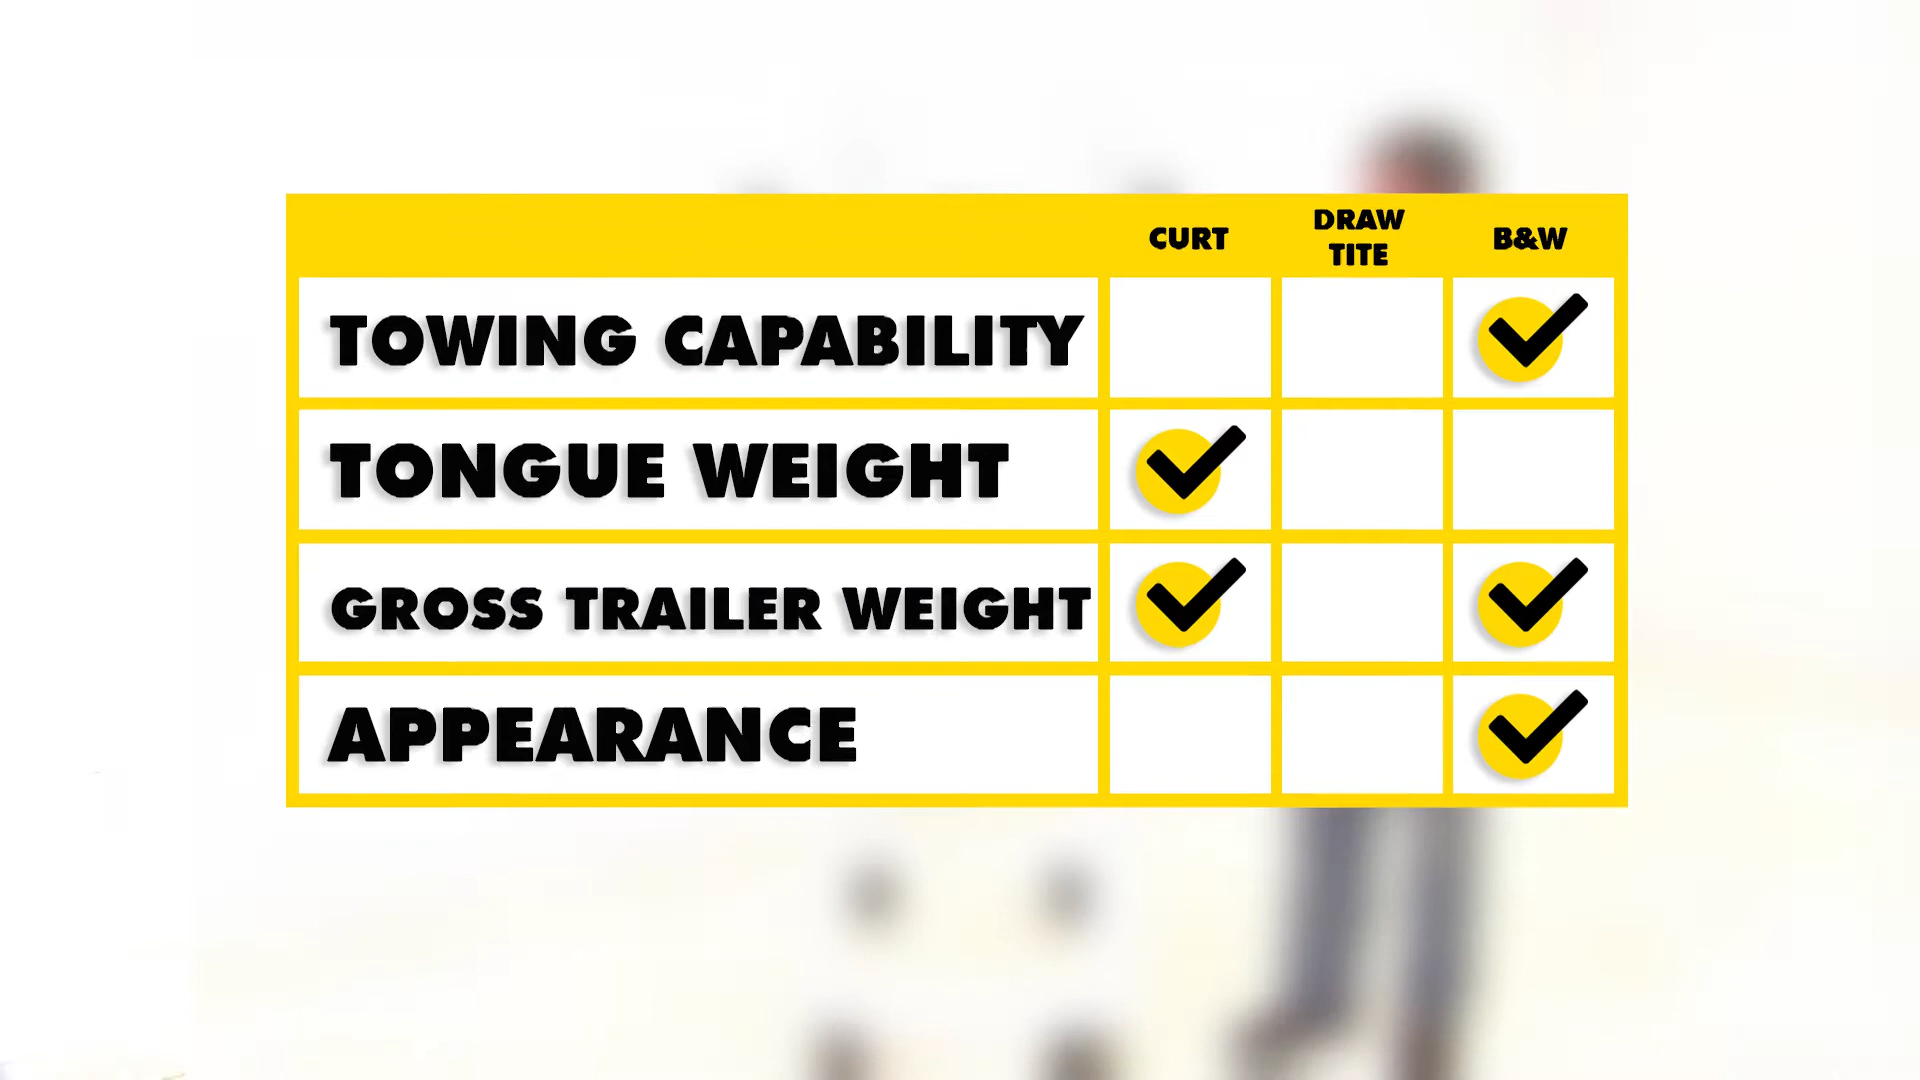 CURT DRAW TITE B&W
TOWING CAPABILITY
TONGUE WEIGHT
GROSS TRAILER WEIGHT
APPEARANCE